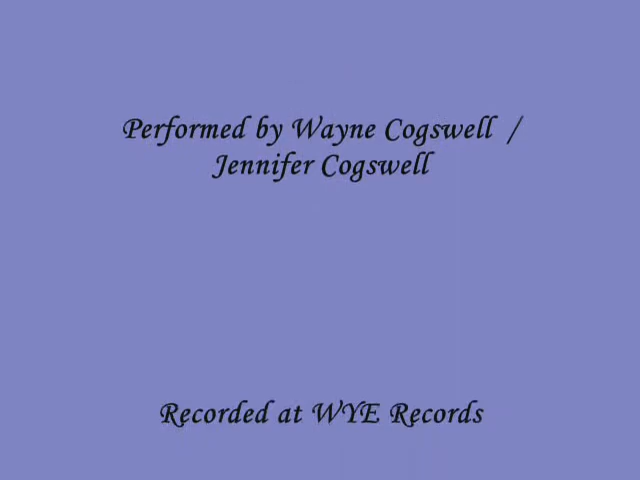 Performed by Wayne Cogswell /
Jennifer Cogswell
Recorded at WYE Records